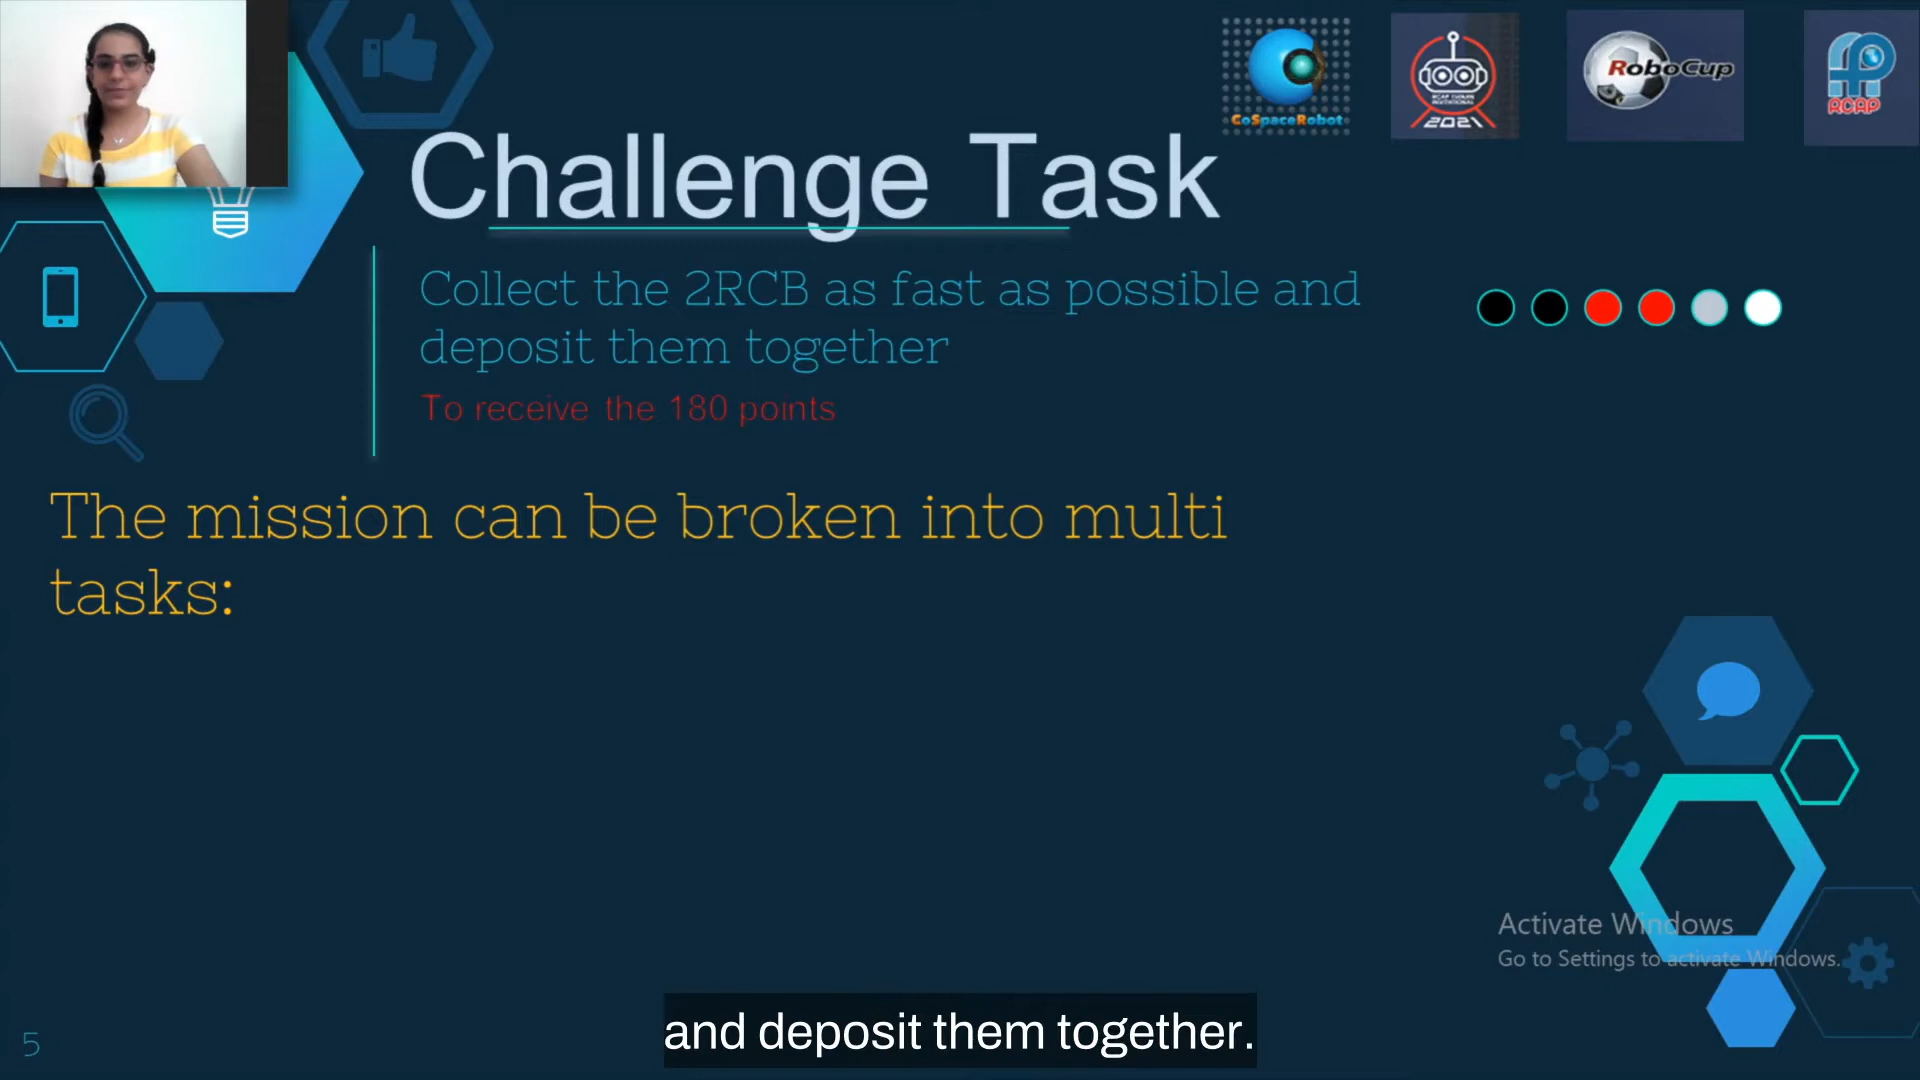 CoSpaceRobot
2021
RoboCup
RCAP
Challenge Task
Collect the 2RCB as fast as possible and
deposit them together
To receive the 180 points
The mission can be broken into multi
tasks:
Activate Windows
Go to Settings to activate Windows.
and deposit them together.
5